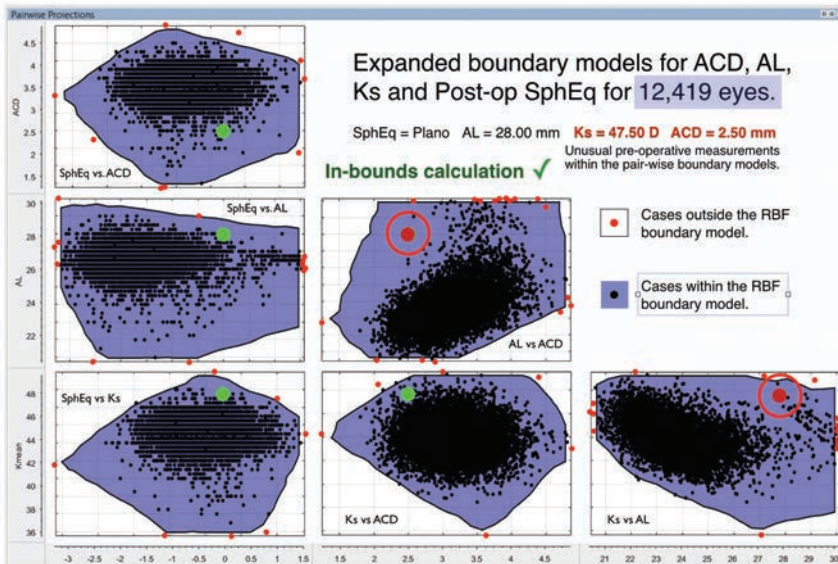 Pairwise Projections
Expanded boundary models for ACD, AL,
Ks and Post-op SphEq for 12,419 eyes.
SphEq = Plano AL = 28.00 mm Ks = 47.50 D ACD = 2.50 mm
Unusual pre-operative measurements
within the pair-wise boundary models.
In-bounds calculation ✓
ACD
4.5
4
3.5
3
2.5
2
1.5
SphEq vs. ACD
AL
30
28
26
24
22
SphEq vs. AL
AL vs ACD
Cases outside the RBF
boundary model.
Cases within the RBF
boundary model.
Kmean
48
46
44
42
40
38
36
SphEq vs Ks
Ks vs ACD
Ks vs AL
-3 -2.5 -2 -1.5 -1 -0.5 0 0.5 1 1.5
1.5 2 2.5 3 3.5 4 4.5
21 22 23 24 25 26 27 28 29 30